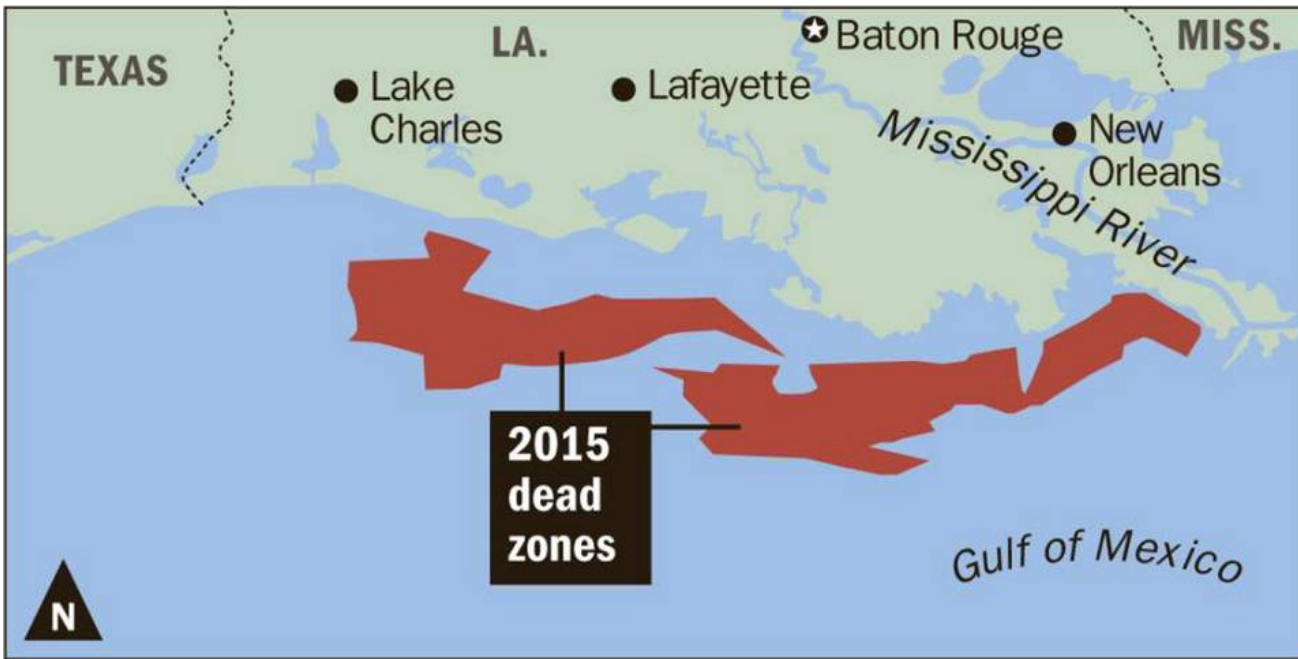 TEXAS
LA.
MISS.
Baton Rouge
Lake
Charles
Lafayette
New
Orleans
Mississippi River
2015
dead
zones
Gulf of Mexico
N